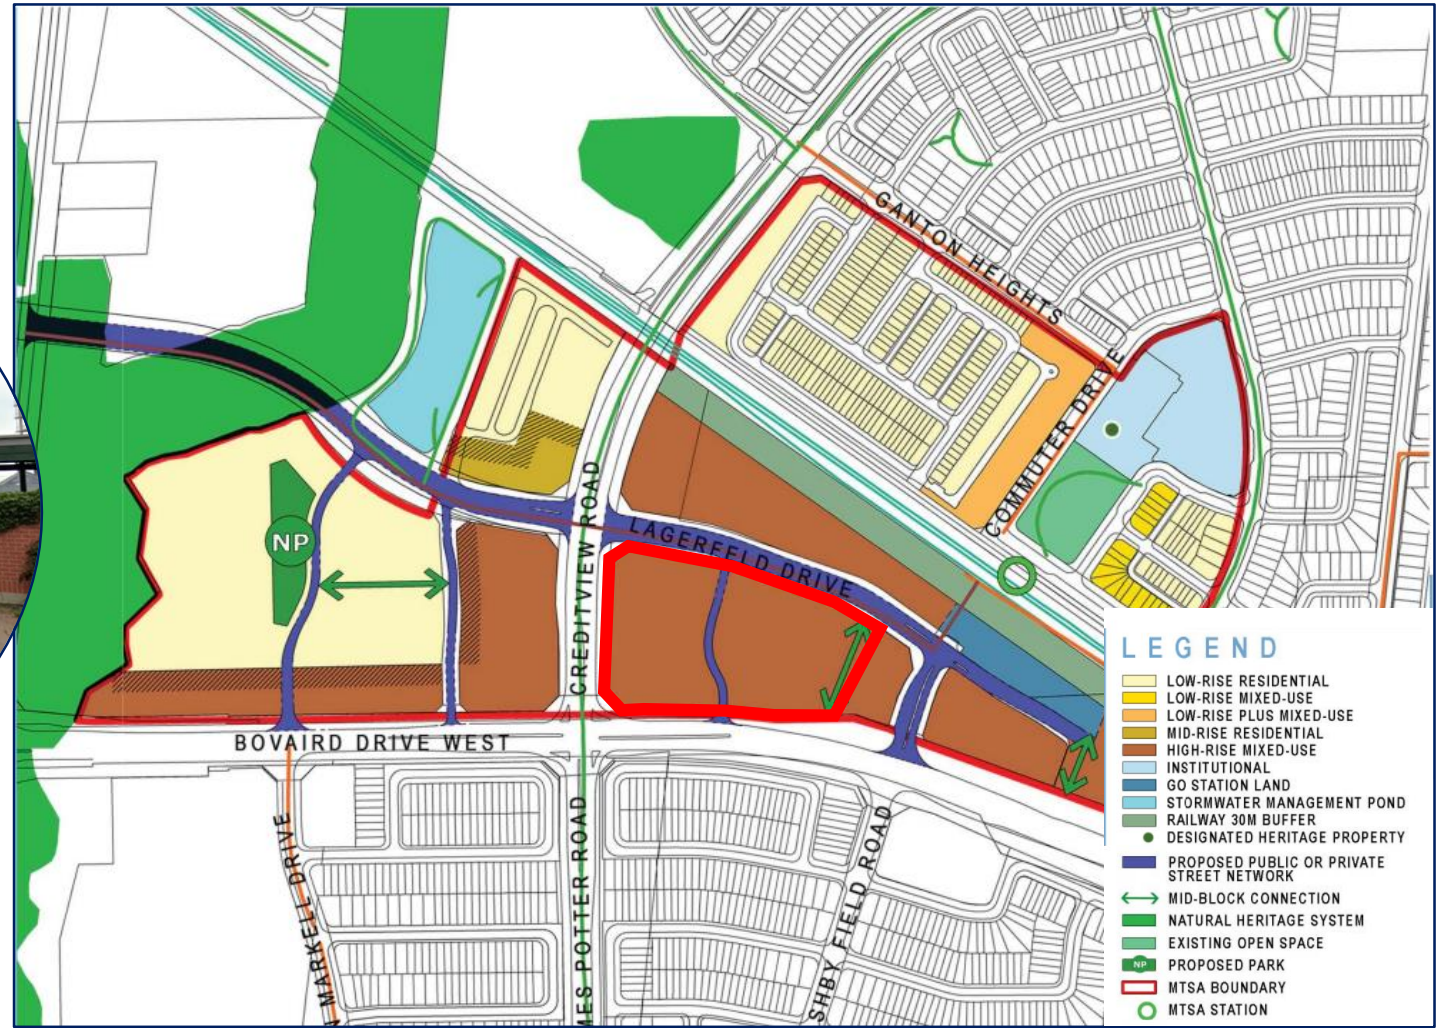 GANTON HEIGHTS
COMMUTER DRIVE
CREDITVIEW ROAD
LAGERFELD DRIVE
NP
BOVAIRD DRIVE WEST
MARKELL DRIVE
POTTER ROAD
FIELD ROAD
LEGEND
LOW-RISE RESIDENTIAL
LOW-RISE MIXED-USE
LOW-RISE PLUS MIXED-USE
MID-RISE RESIDENTIAL
HIGH-RISE MIXED-USE
INSTITUTIONAL
GO STATION LAND
STORMWATER MANAGEMENT POND
RAILWAY 30M BUFFER
DESIGNATED HERITAGE PROPERTY
PROPOSED PUBLIC OR PRIVATE
STREET NETWORK
MID-BLOCK CONNECTION
NATURAL HERITAGE SYSTEM
EXISTING OPEN SPACE
NP PROPOSED PARK
MTSA BOUNDARY
MTSA STATION